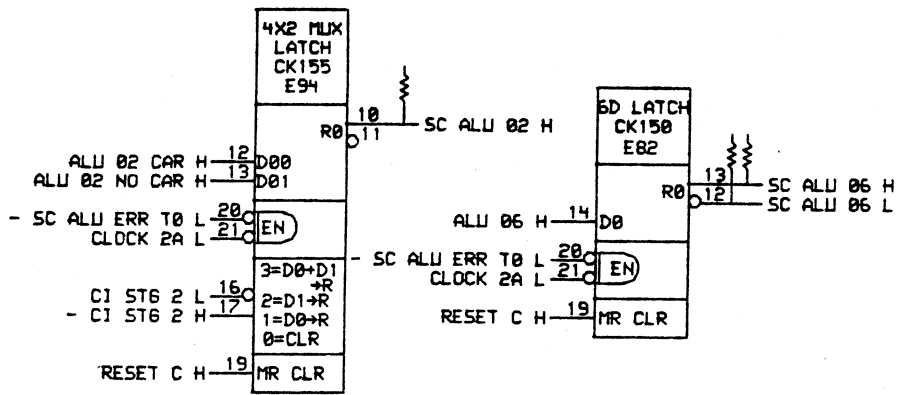 4X2 MUX
LATCH
CK155
E94
R0
10
11
SC ALU 02 H
ALU 02 CAR H
12
D00
ALU 02 NO CAR H
13
D01
- SC ALU ERR T0 L
20
CLOCK 2A L
21
EN
3=D0+D1
→R
2=D1→R
1=D0→R
0=CLR
CI STG 2 L
16
- CI STG 2 H
17
RESET C H
19
MR CLR
6D LATCH
CK150
E82
R0
13
SC ALU 06 H
12
SC ALU 06 L
ALU 06 H
14
D0
- SC ALU ERR T0 L
20
CLOCK 2A L
21
EN
RESET C H
19
MR CLR